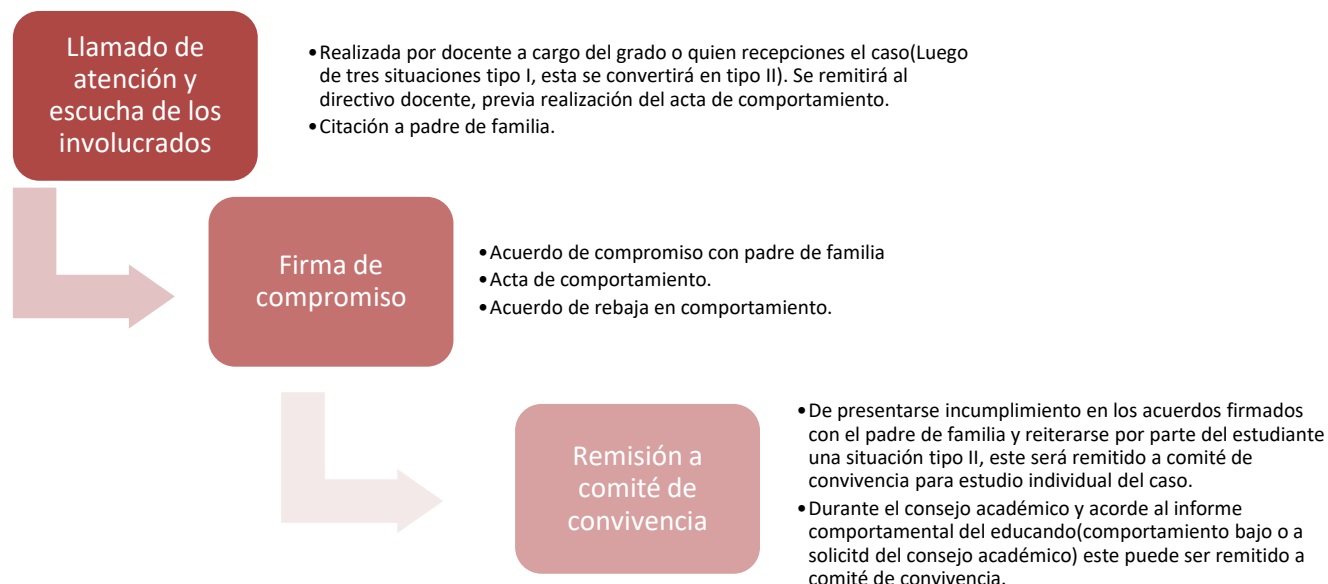 Llamado de
atención y
escucha de los
involucrados
•Realizada por docente a cargo del grado o quien recepciones el caso(Luego
de tres situaciones tipo I, esta se convertirá en tipo II). Se remitirá al
directivo docente, previa realización del acta de comportamiento.
•Citación a padre de familia.
Firma de
compromiso
•Acuerdo de compromiso con padre de familia
•Acta de comportamiento.
•Acuerdo de rebaja en comportamiento.
Remisión a
comité de
convivencia
•De presentarse incumplimiento en los acuerdos firmados
con el padre de familia y reiterarse por parte del estudiante
una situación tipo II, este será remitido a comité de
convivencia para estudio individual del caso.
•Durante el consejo académico y acorde al informe
comportamental del educando(comportamiento bajo o a
solicitd del consejo académico) este puede ser remitido a
comité de convivencia.